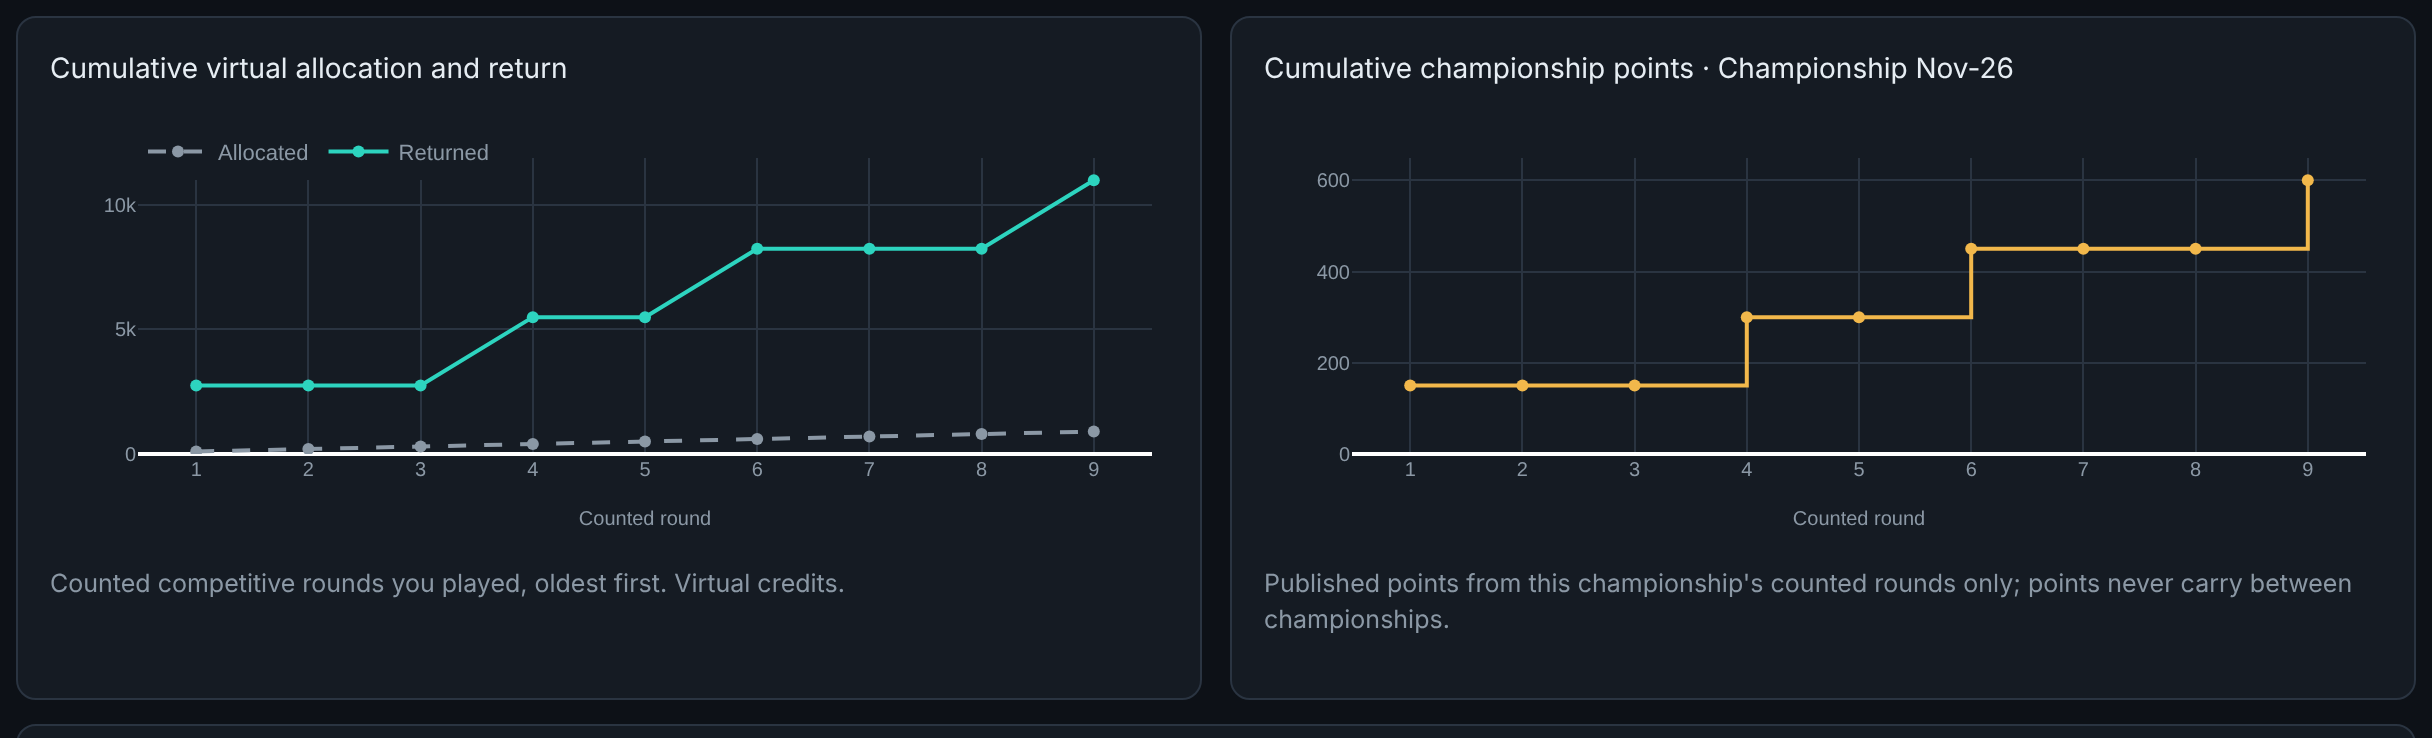 Cumulative virtual allocation and return
Allocated
Returned
10k
5k
0
1 2 3 4 5 6 7 8 9
Counted round
Counted competitive rounds you played, oldest first. Virtual credits.
Cumulative championship points · Championship Nov-26
600
400
200
0
1 2 3 4 5 6 7 8 9
Counted round
Published points from this championship's counted rounds only; points never carry between
championships.